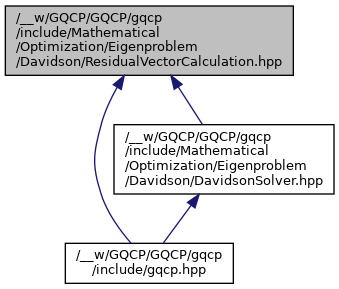 /__w/GQCP/GQCP/gqcp
/include/Mathematical
/Optimization/Eigenproblem
/Davidson/ResidualVectorCalculation.hpp
/__w/GQCP/GQCP/gqcp
/include/Mathematical
/Optimization/Eigenproblem
/Davidson/DavidsonSolver.hpp
/__w/GQCP/GQCP/gqcp
/include/gqcp.hpp